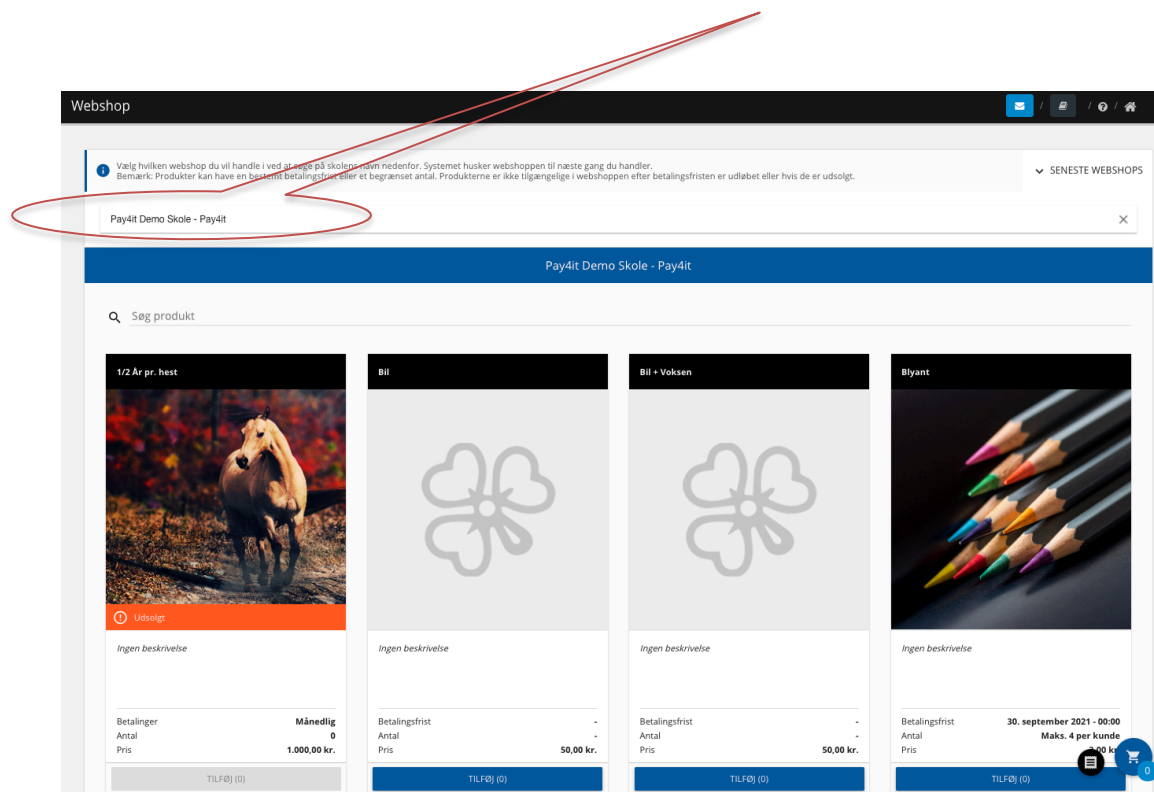 Webshop
/ / /
Vælg hvilken webshop du vil handle i ved at søge på skolens navn nedenfor. Systemet husker webshoppen til næste gang du handler.
Bemærk: Produkter kan have en bestemt betalingsfrist eller et begrænset antal. Produkterne er ikke tilgængelige i webshoppen efter betalingsfristen er udløbet eller hvis de er udsolgt.
SENESTE WEBSHOPS
Pay4it Demo Skole - Pay4it
Pay4it Demo Skole - Pay4it
Søg produkt
1/2 År pr. hest
Udsolgt
Ingen beskrivelse
Betalinger Månedlig
Antal 0
Pris 1.000,00 kr.
TILFØJ (0)
Bil
Ingen beskrivelse
Betalingsfrist -
Antal -
Pris 50,00 kr.
TILFØJ (0)
Bil + Voksen
Ingen beskrivelse
Betalingsfrist -
Antal -
Pris 50,00 kr.
TILFØJ (0)
Blyant
Ingen beskrivelse
Betalingsfrist 30. september 2021 - 00:00
Antal Maks. 4 per kunde
Pris
TILFØJ (0)
0